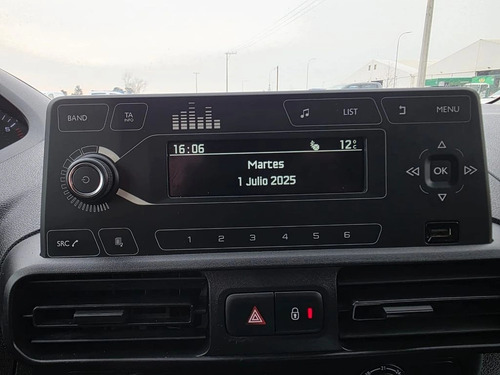 BAND
TA
INFO
LIST
MENU
16:06
12°C
Martes
1 Julio 2025
OK
SRC
1 2 3 4 5 6